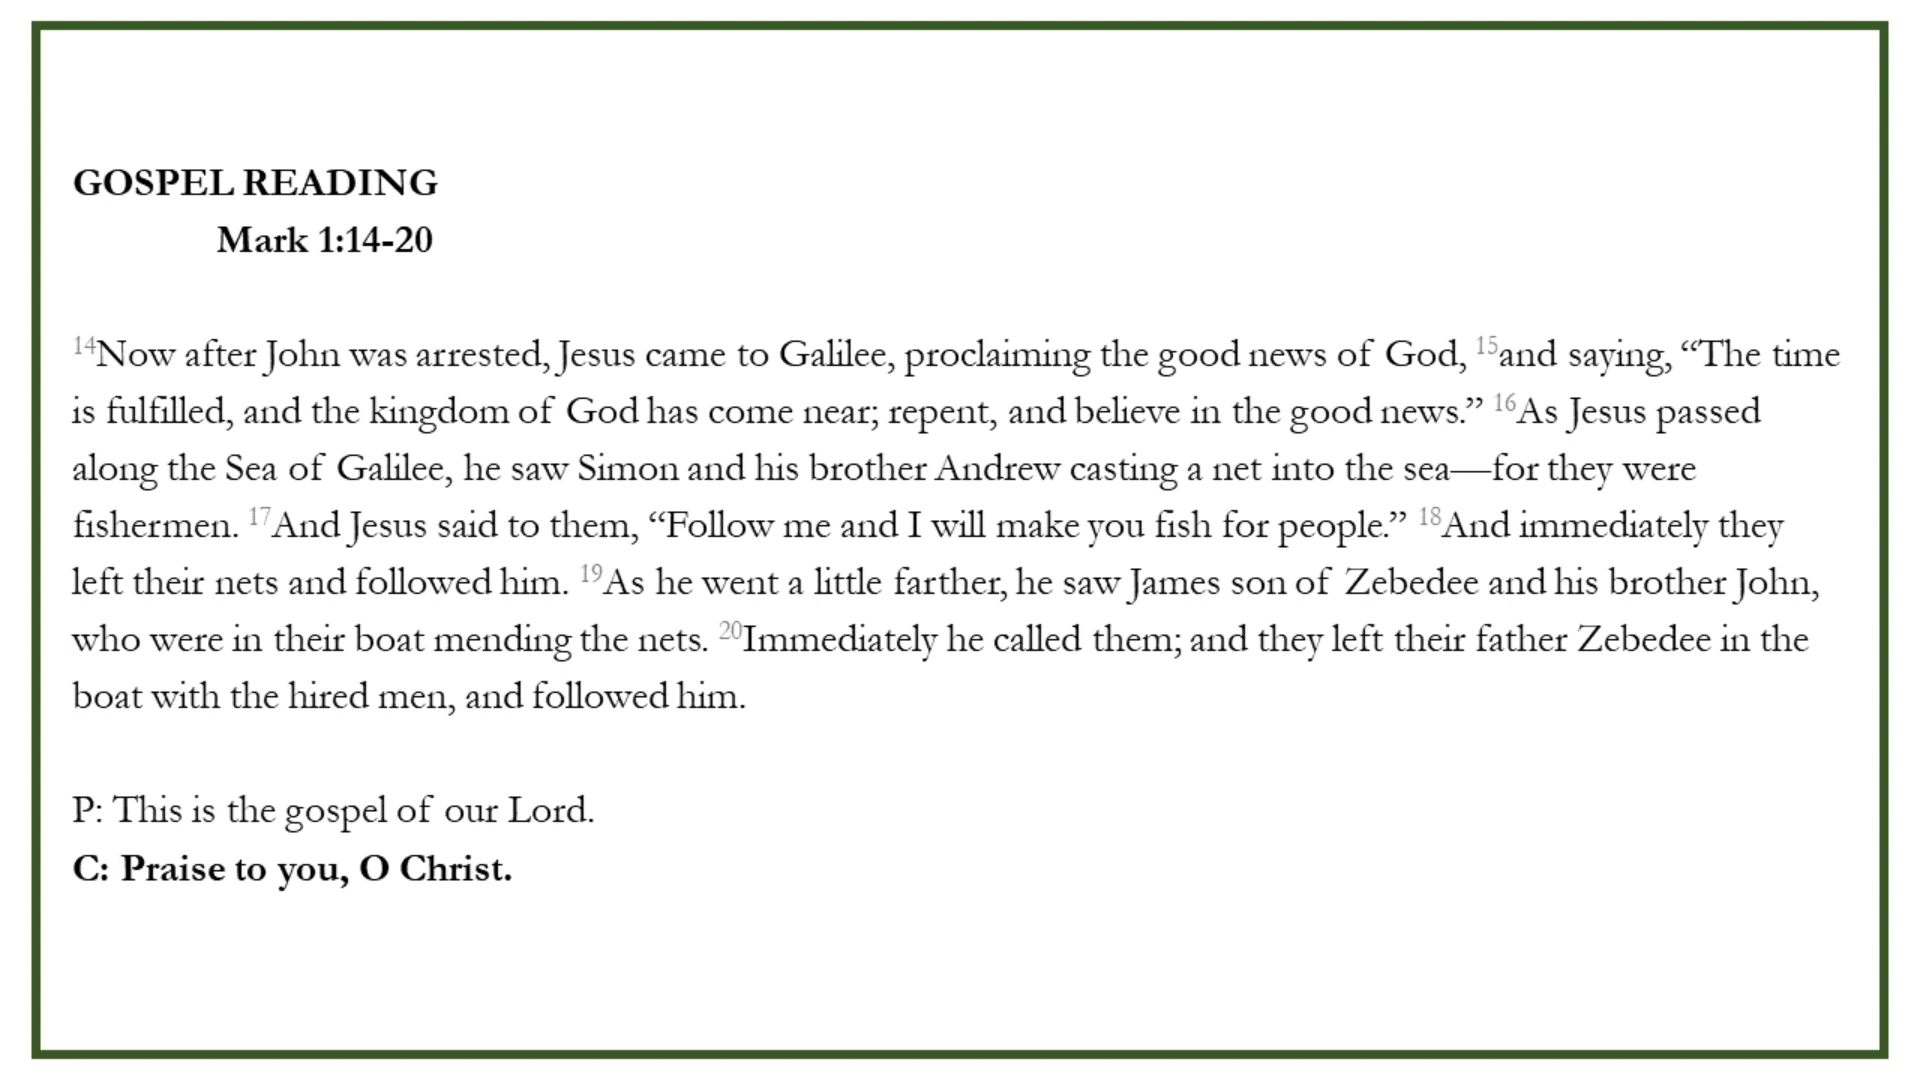 GOSPEL READING
Mark 1:14-20
14Now after John was arrested, Jesus came to Galilee, proclaiming the good news of God, 15and saying, “The time
is fulfilled, and the kingdom of God has come near; repent, and believe in the good news.” 16As Jesus passed
along the Sea of Galilee, he saw Simon and his brother Andrew casting a net into the sea—for they were
fishermen. 17And Jesus said to them, “Follow me and I will make you fish for people.” 18And immediately they
left their nets and followed him. 19As he went a little farther, he saw James son of Zebedee and his brother John,
who were in their boat mending the nets. 20Immediately he called them; and they left their father Zebedee in the
boat with the hired men, and followed him.
P: This is the gospel of our Lord.
C: Praise to you, O Christ.